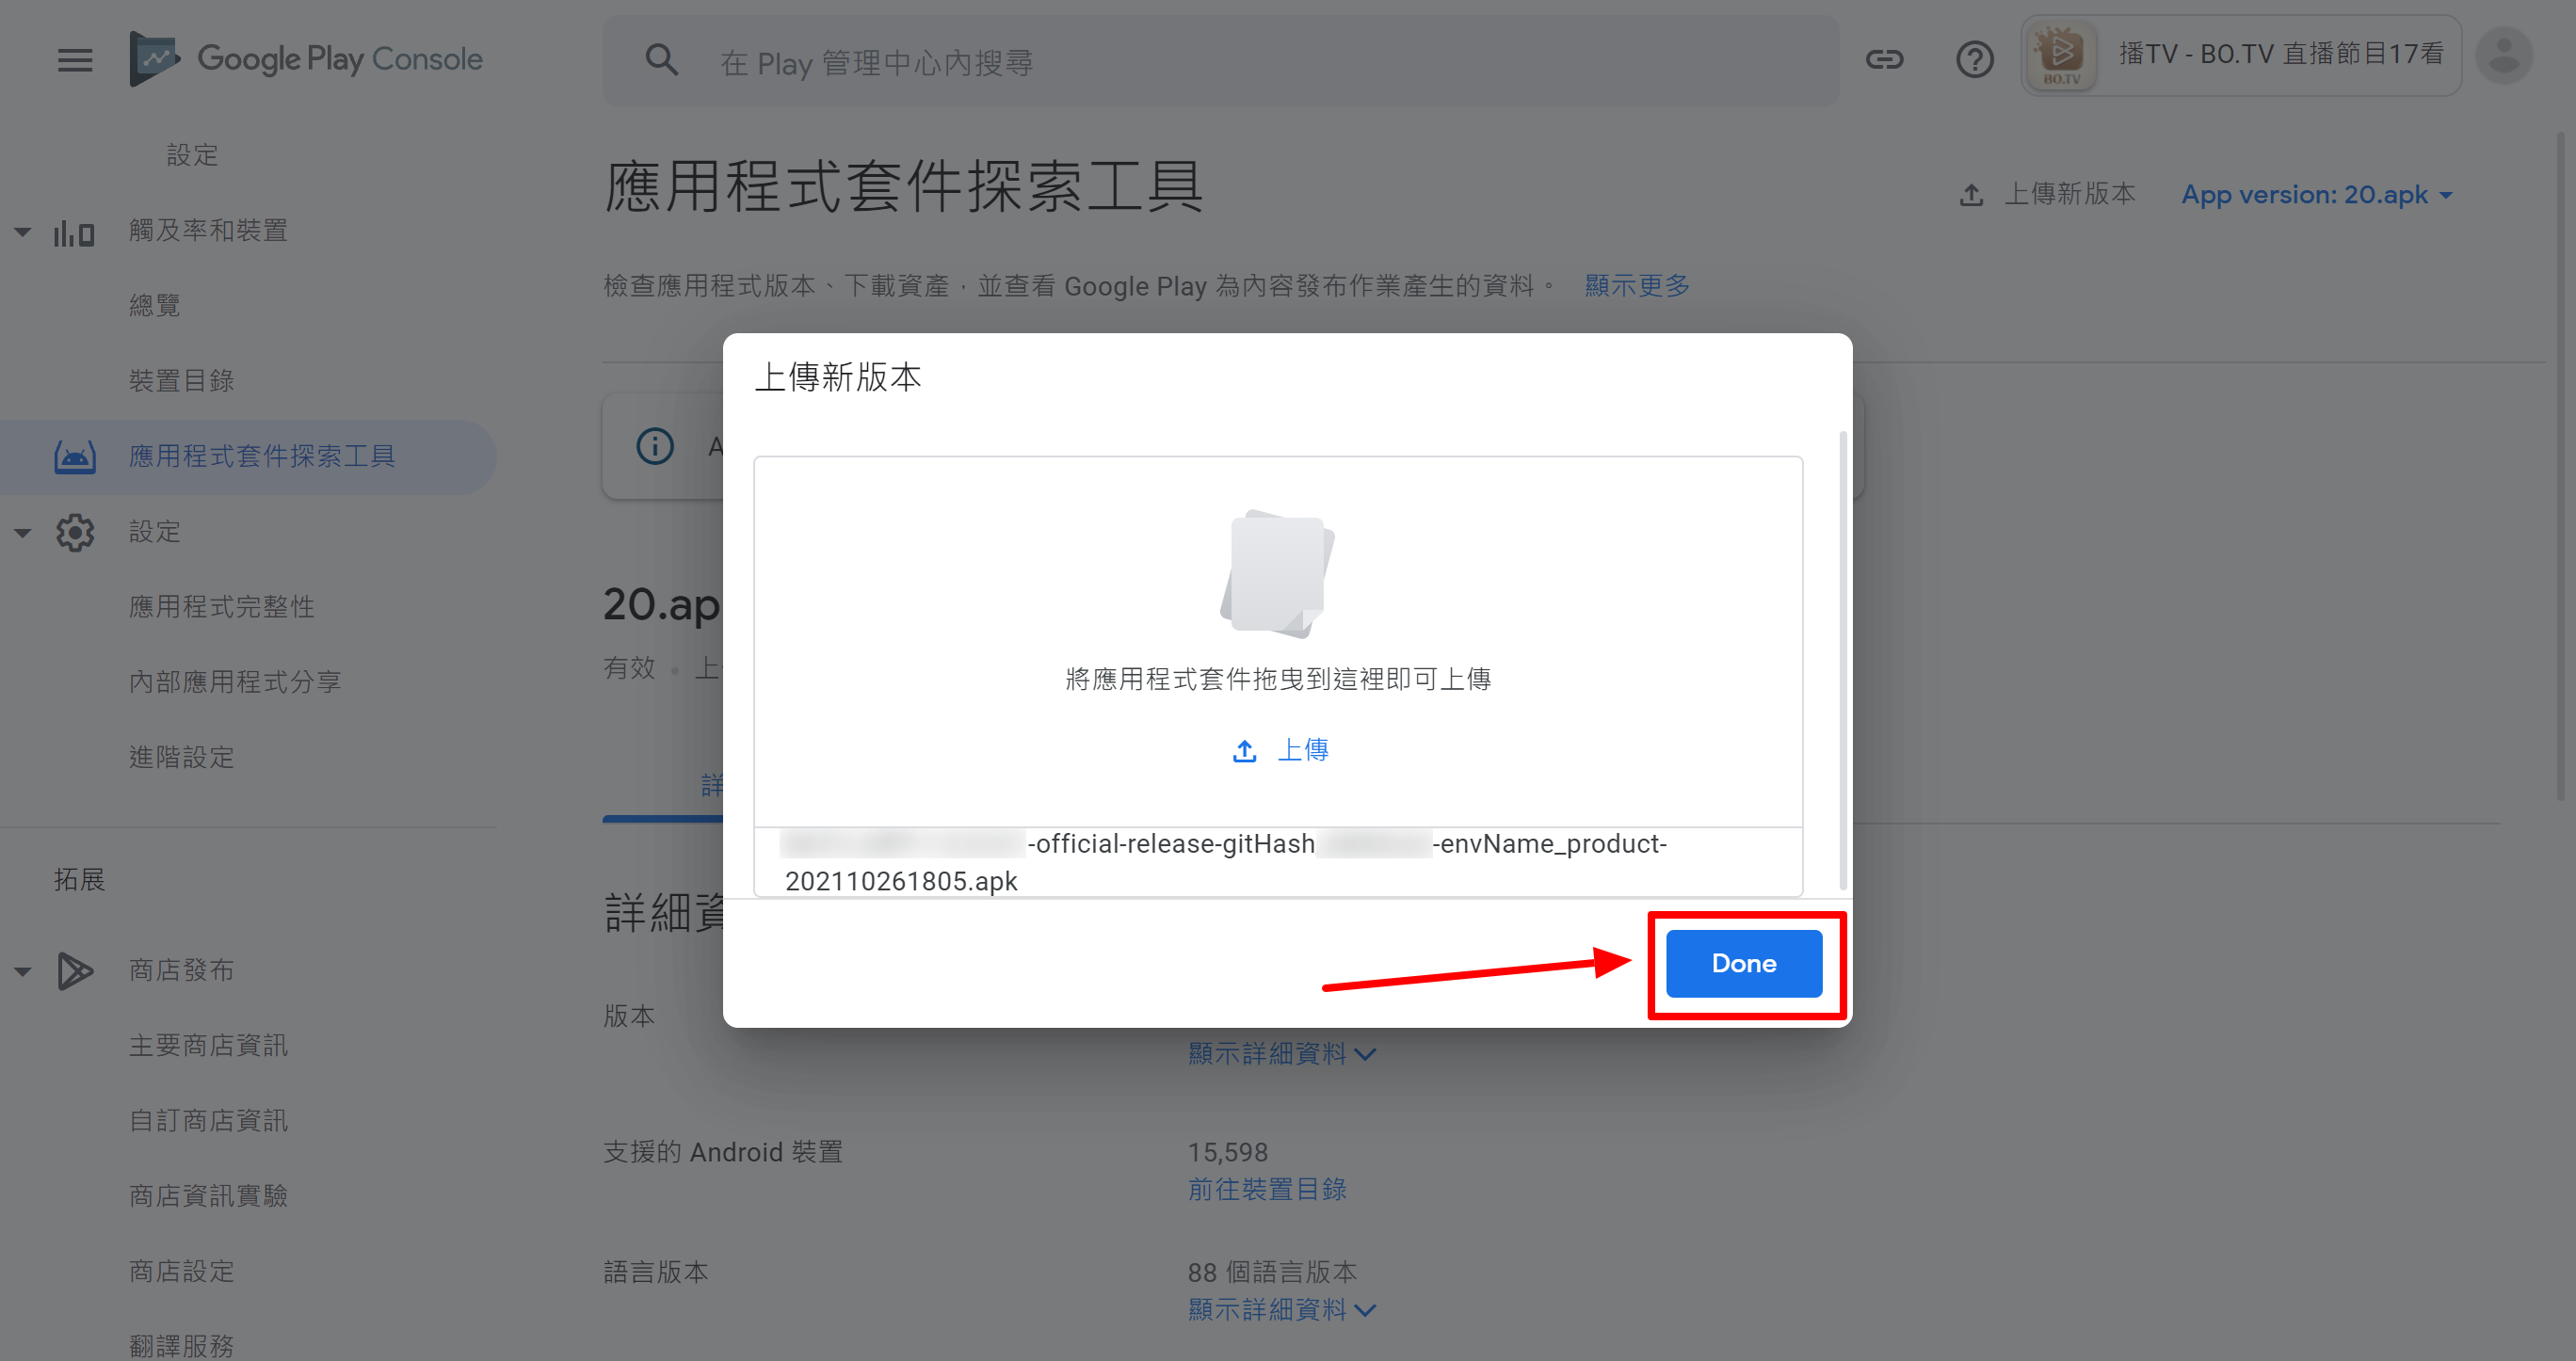 Google Play Console
在 Play 管理中心內搜尋
BO.TV
播TV - BO.TV 直播節目17看
設定
觸及率和裝置
總覽
裝置目錄
應用程式套件探索工具
設定
應用程式完整性
內部應用程式分享
進階設定
拓展
商店發布
主要商店資訊
自訂商店資訊
商店資訊實驗
商店設定
翻譯服務
應用程式套件探索工具
上傳新版本
App version: 20.apk
檢查應用程式版本、下載資產，並查看 Google Play 為內容發布作業產生的資料。 顯示更多
A
20.ap
有效 • 上
詳
詳細資
版本
顯示詳細資料
支援的 Android 裝置
15,598
前往裝置目錄
語言版本
88 個語言版本
顯示詳細資料
上傳新版本
將應用程式套件拖曳到這裡即可上傳
上傳
-official-release-gitHash -envName_product-
202110261805.apk
Done